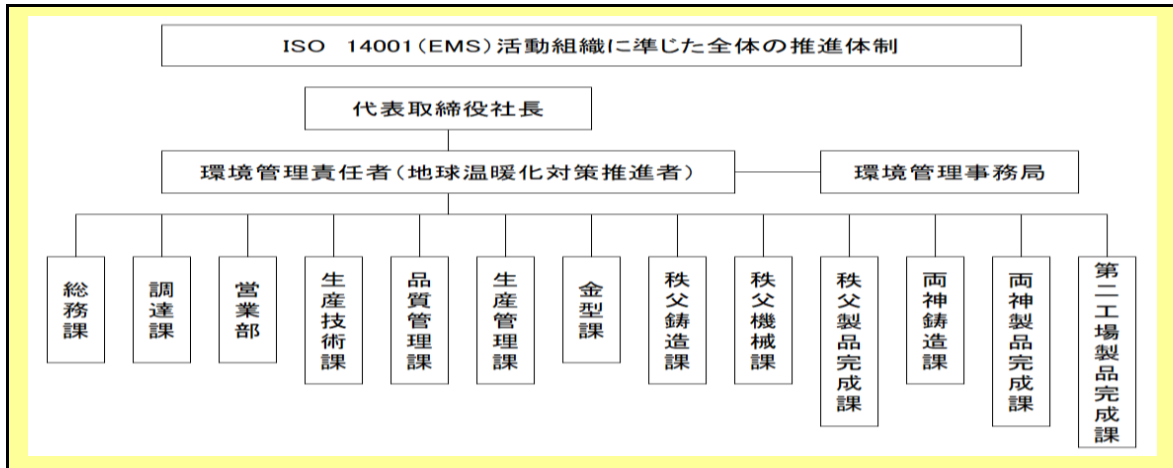 ISO 14001(EMS)活動組織に準じた全体の推進体制
代表取締役社長
環境管理責任者(地球温暖化対策推進者)
環境管理事務局
総務課
調達課
営業部
生産技術課
品質管理課
生産管理課
金型課
秩父鋳造課
秩父機械課
秩父製品完成課
両神鋳造課
両神製品完成課
第二工場製品完成課